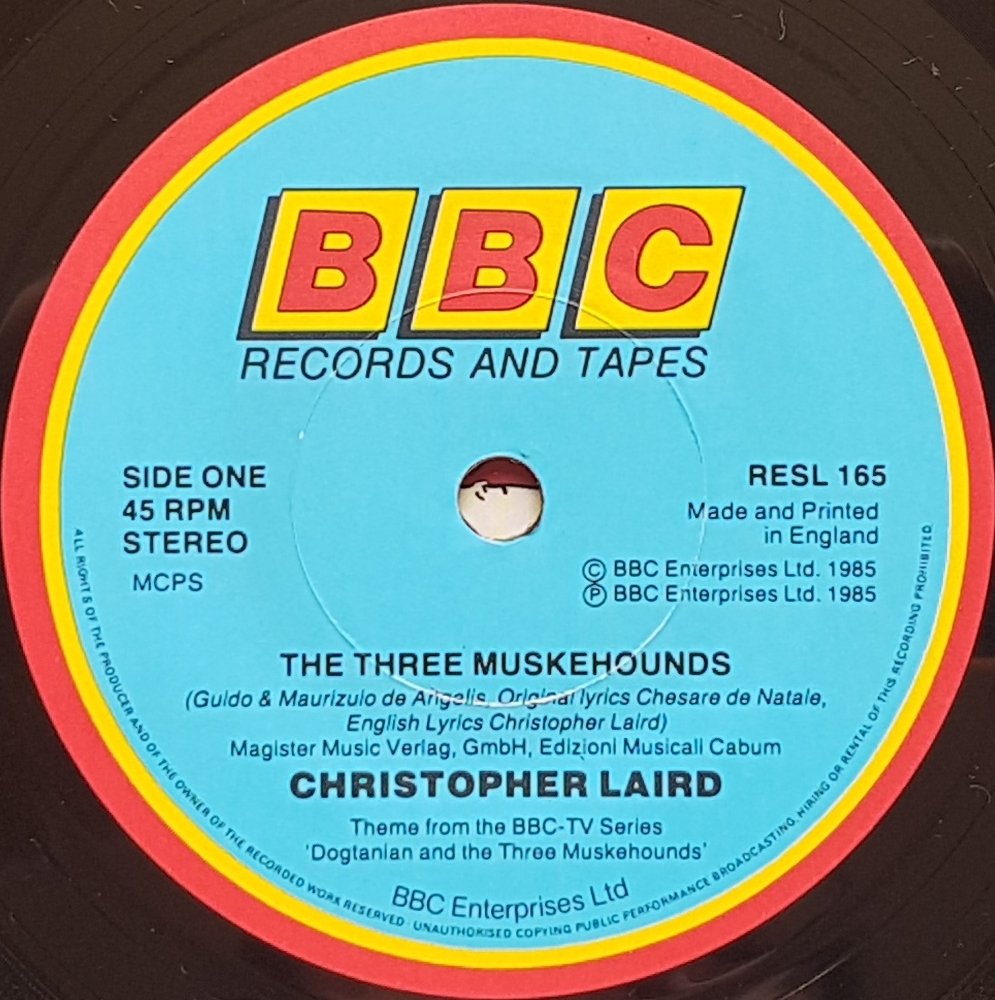 BBC
RECORDS AND TAPES
SIDE ONE
45 RPM
STEREO
MCPS
RESL 165
Made and Printed
in England
© BBC Enterprises Ltd. 1985
℗ BBC Enterprises Ltd. 1985
THE THREE MUSKEHOUNDS
(Guido & Maurizulo de Angelis, Original lyrics Chesare de Natale,
English Lyrics Christopher Laird)
Magister Music Verlag, GmbH, Edizioni Musicall Cabum
CHRISTOPHER LAIRD
Theme from the BBC-TV Series
'Dogtanian and the Three Muskehounds'
BBC Enterprises Ltd
ALL RIGHTS OF THE PRODUCER AND OF THE OWNER OF THE RECORDED WORK RESERVED · UNAUTHORISED COPYING PUBLIC PERFORMANCE BROADCASTING, HIRING OR RENTAL OF THIS RECORDING PROHIBITED